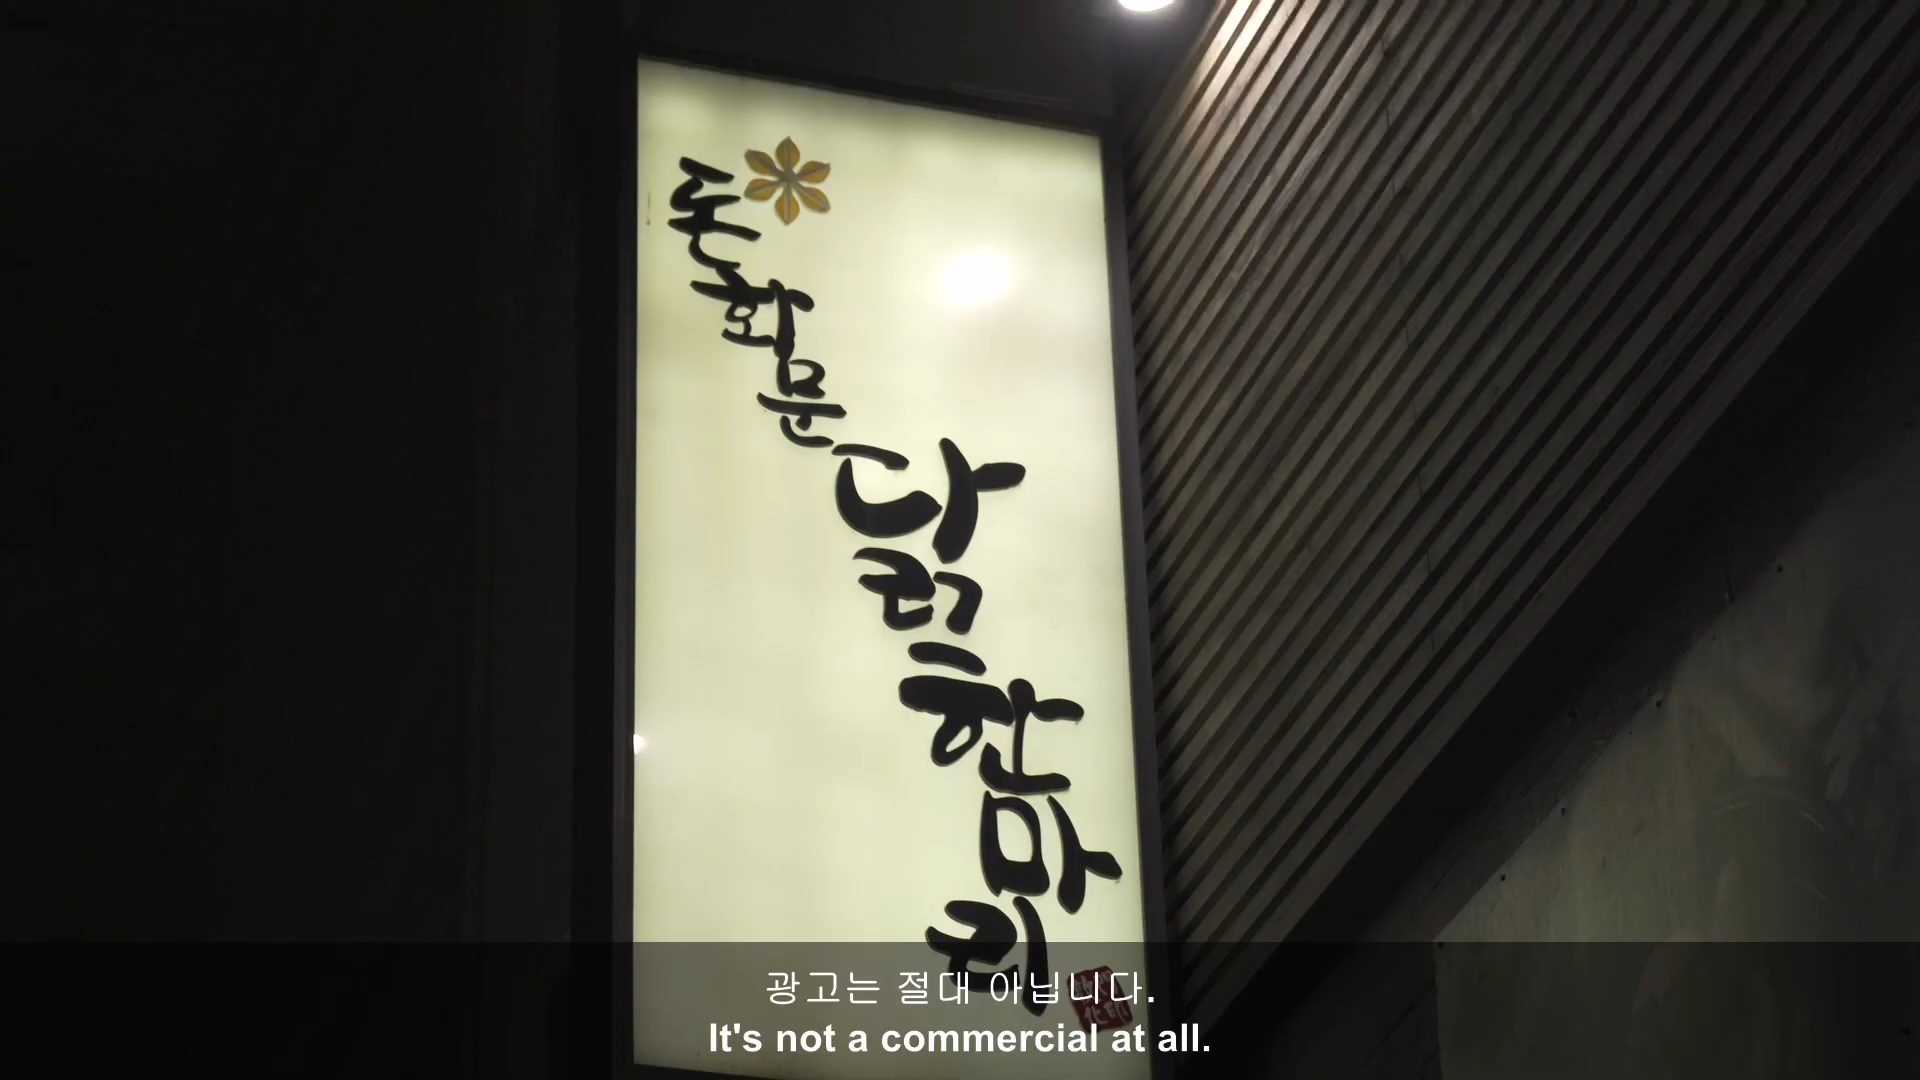 돈화문
닭한마리
광고는 절대 아닙니다.
It's not a commercial at all.